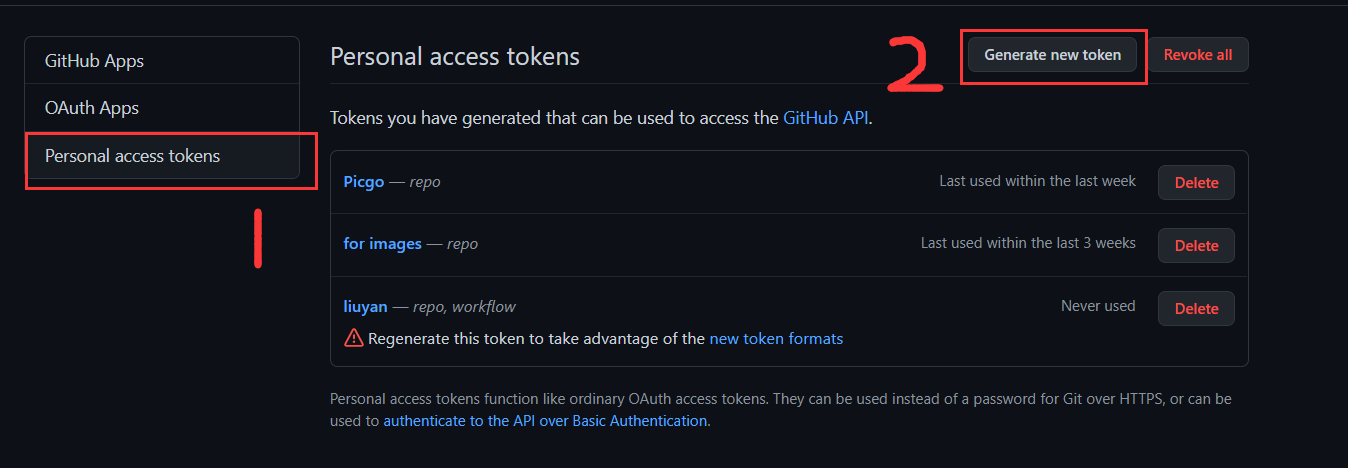 GitHub Apps
OAuth Apps
Personal access tokens
1
Personal access tokens
2
Generate new token
Revoke all
Tokens you have generated that can be used to access the GitHub API.
Picgo — repo
Last used within the last week
Delete
for images — repo
Last used within the last 3 weeks
Delete
liuyan — repo, workflow
Never used
Delete
Regenerate this token to take advantage of the new token formats
Personal access tokens function like ordinary OAuth access tokens. They can be used instead of a password for Git over HTTPS, or can be
used to authenticate to the API over Basic Authentication.